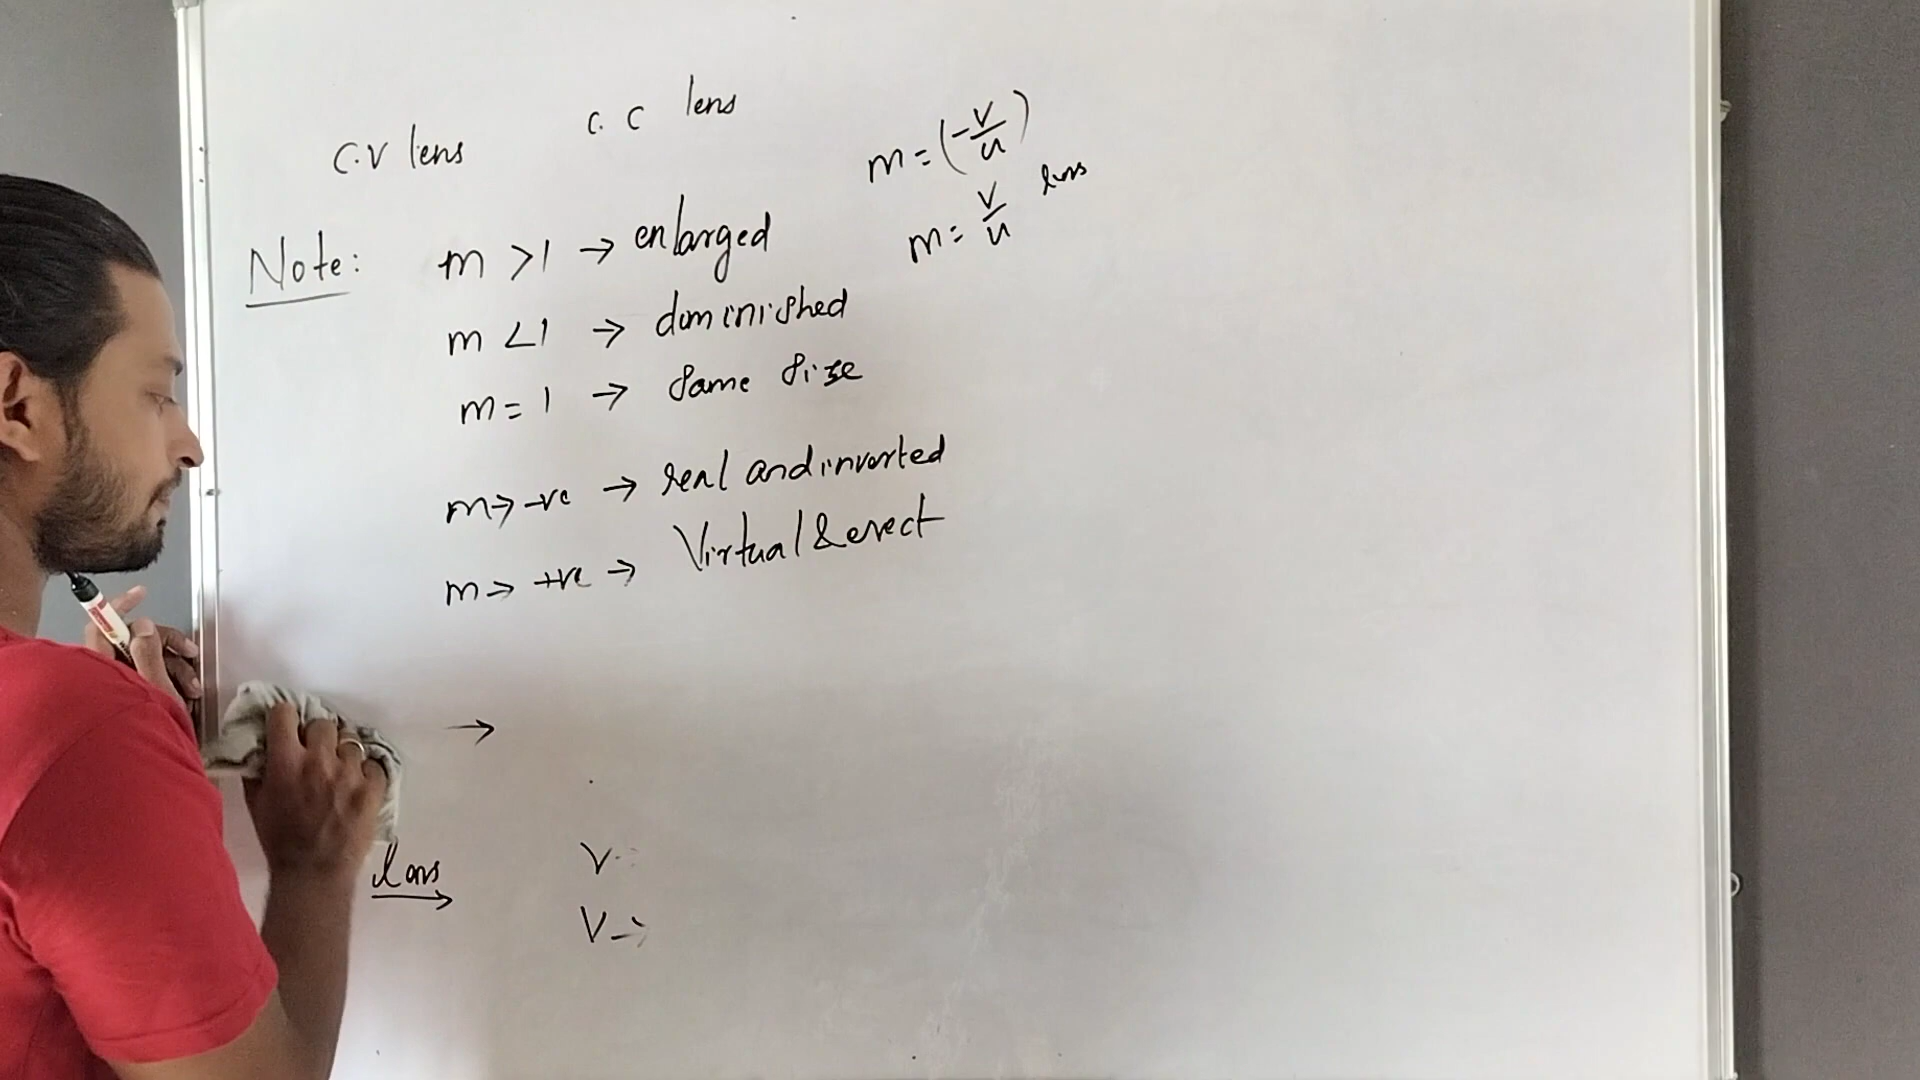 C.V lens
C. C lens
m = (-v/u)
m = v/u lens
Note:
m > 1 → enlarged
m < 1 → diminished
m = 1 → Same Size
m → -ve → real and inverted
m → +ve → Virtual & erect
→
lens
V
V →